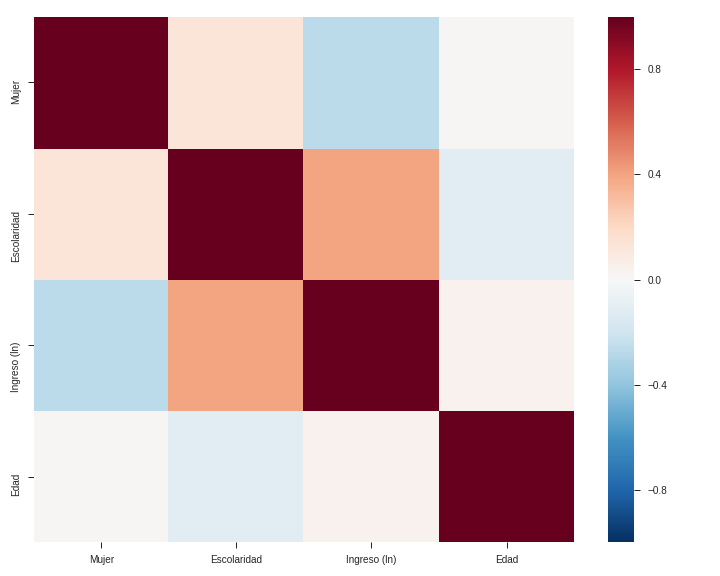 Mujer
Escolaridad
Ingreso (ln)
Edad
Mujer
Escolaridad
Ingreso (ln)
Edad
0.8
0.4
0.0
−0.4
−0.8